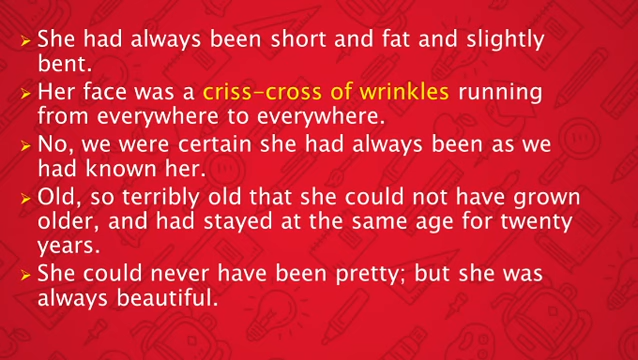 She had always been short and fat and slightly
bent.
Her face was a criss-cross of wrinkles running
from everywhere to everywhere.
No, we were certain she had always been as we
had known her.
Old, so terribly old that she could not have grown
older, and had stayed at the same age for twenty
years.
She could never have been pretty; but she was
always beautiful.